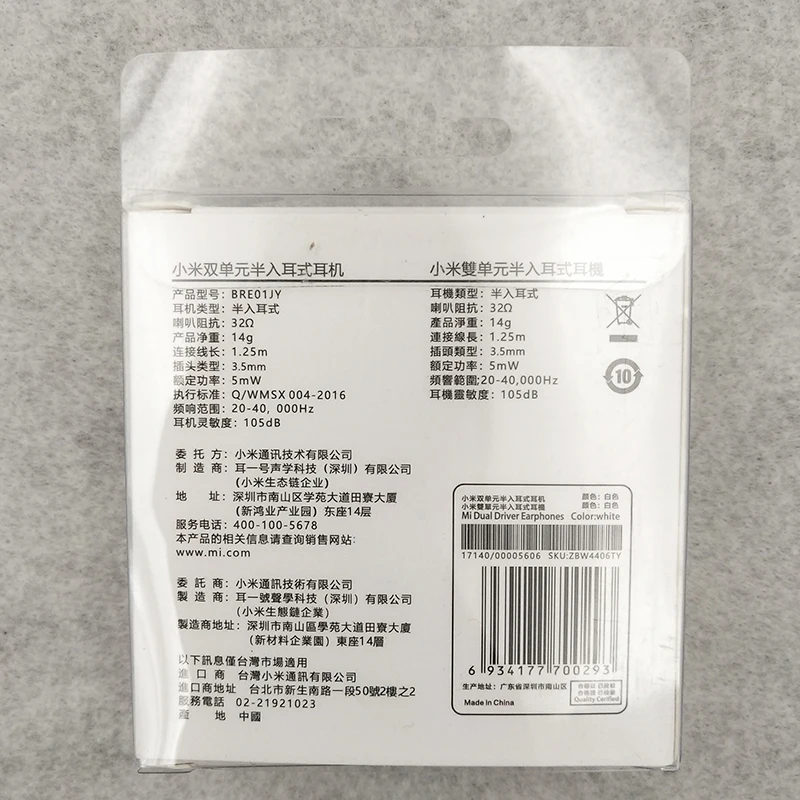 小米双单元半入耳式耳机
产品型号: BRE01JY
耳机类型: 半入耳式
喇叭阻抗: 32Ω
产品净重: 14g
连接线长: 1.25m
插头类型: 3.5mm
额定功率: 5mW
执行标准: Q/WMSX 004-2016
频响范围: 20-40, 000Hz
耳机灵敏度: 105dB
委托方: 小米通讯技术有限公司
制造商: 耳一号声学科技（深圳）有限公司
（小米生态链企业）
地 址: 深圳市南山区学苑大道田寮大厦
（新鸿业产业园）东座14层
服务电话: 400-100-5678
本产品的相关信息请查询销售网站:
www.mi.com
委託商: 小米通訊技術有限公司
製造商: 耳一號聲學科技（深圳）有限公司
（小米生態鏈企業）
製造商地址: 深圳市南山區學苑大道田寮大廈
（新材料企業園）東座14層
以下訊息僅台灣市場適用
進口商 台灣小米通訊有限公司
進口商地址 台北市新生南路一段50號2樓之2
服務電話 02-21921023
產地 中國
小米雙單元半入耳式耳機
耳機類型: 半入耳式
喇叭阻抗: 32Ω
產品淨重: 14g
連接線長: 1.25m
插頭類型: 3.5mm
額定功率: 5mW
頻響範圍:20-40,000Hz
耳機靈敏度: 105dB
10
小米双单元半入耳式耳机 颜色: 白色
小米雙單元半入耳式耳機 顏色: 白色
Mi Dual Driver Earphones Color:white
17140/00005606 SKU:ZBW4406TY
6 934177 700293
生产地址: 广东省深圳市南山区
合格证 已检验
合格證 已檢驗
Quality Certified
Made in China